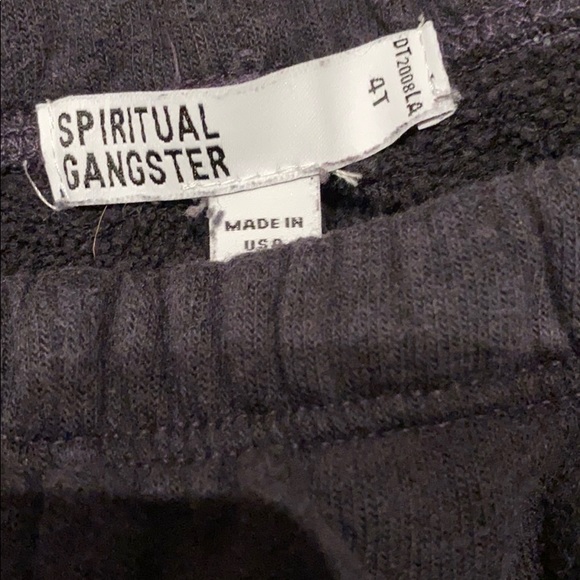 SPIRITUAL
GANGSTER
4T
DT2008LA
MADE IN
USA